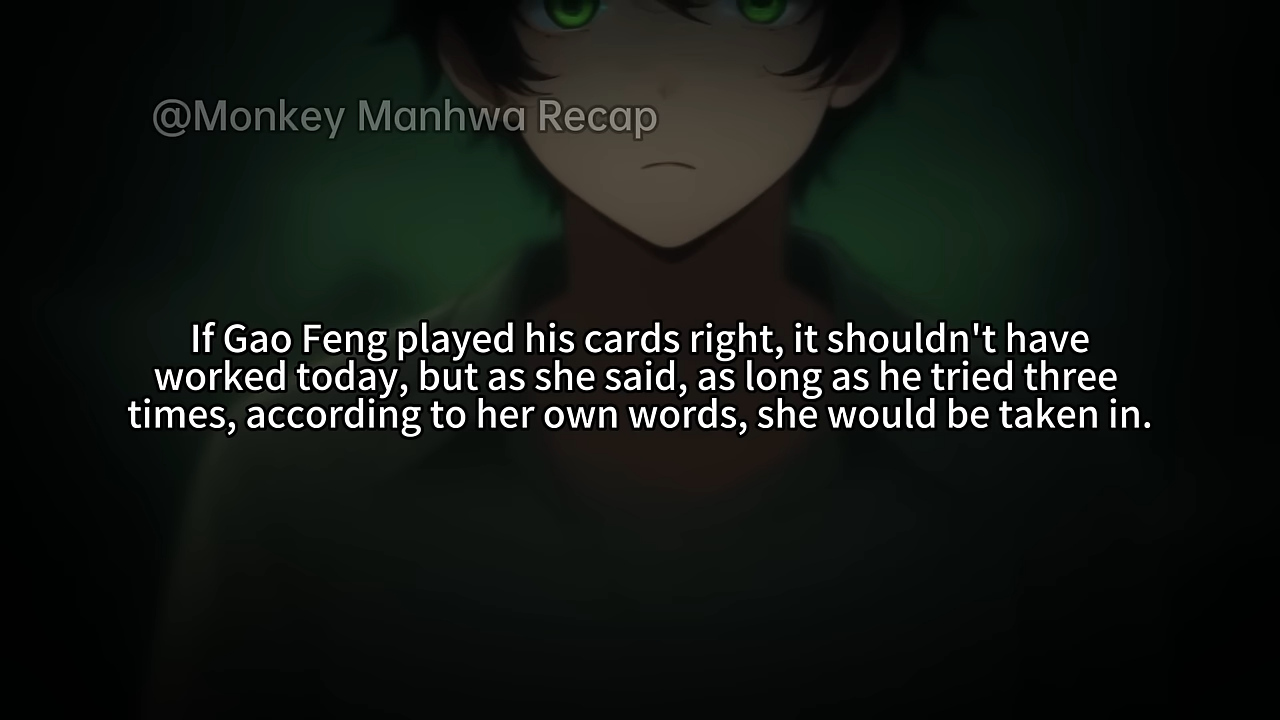 @Monkey Manhwa Recap
If Gao Feng played his cards right, it shouldn't have
worked today, but as she said, as long as he tried three
times, according to her own words, she would be taken in.